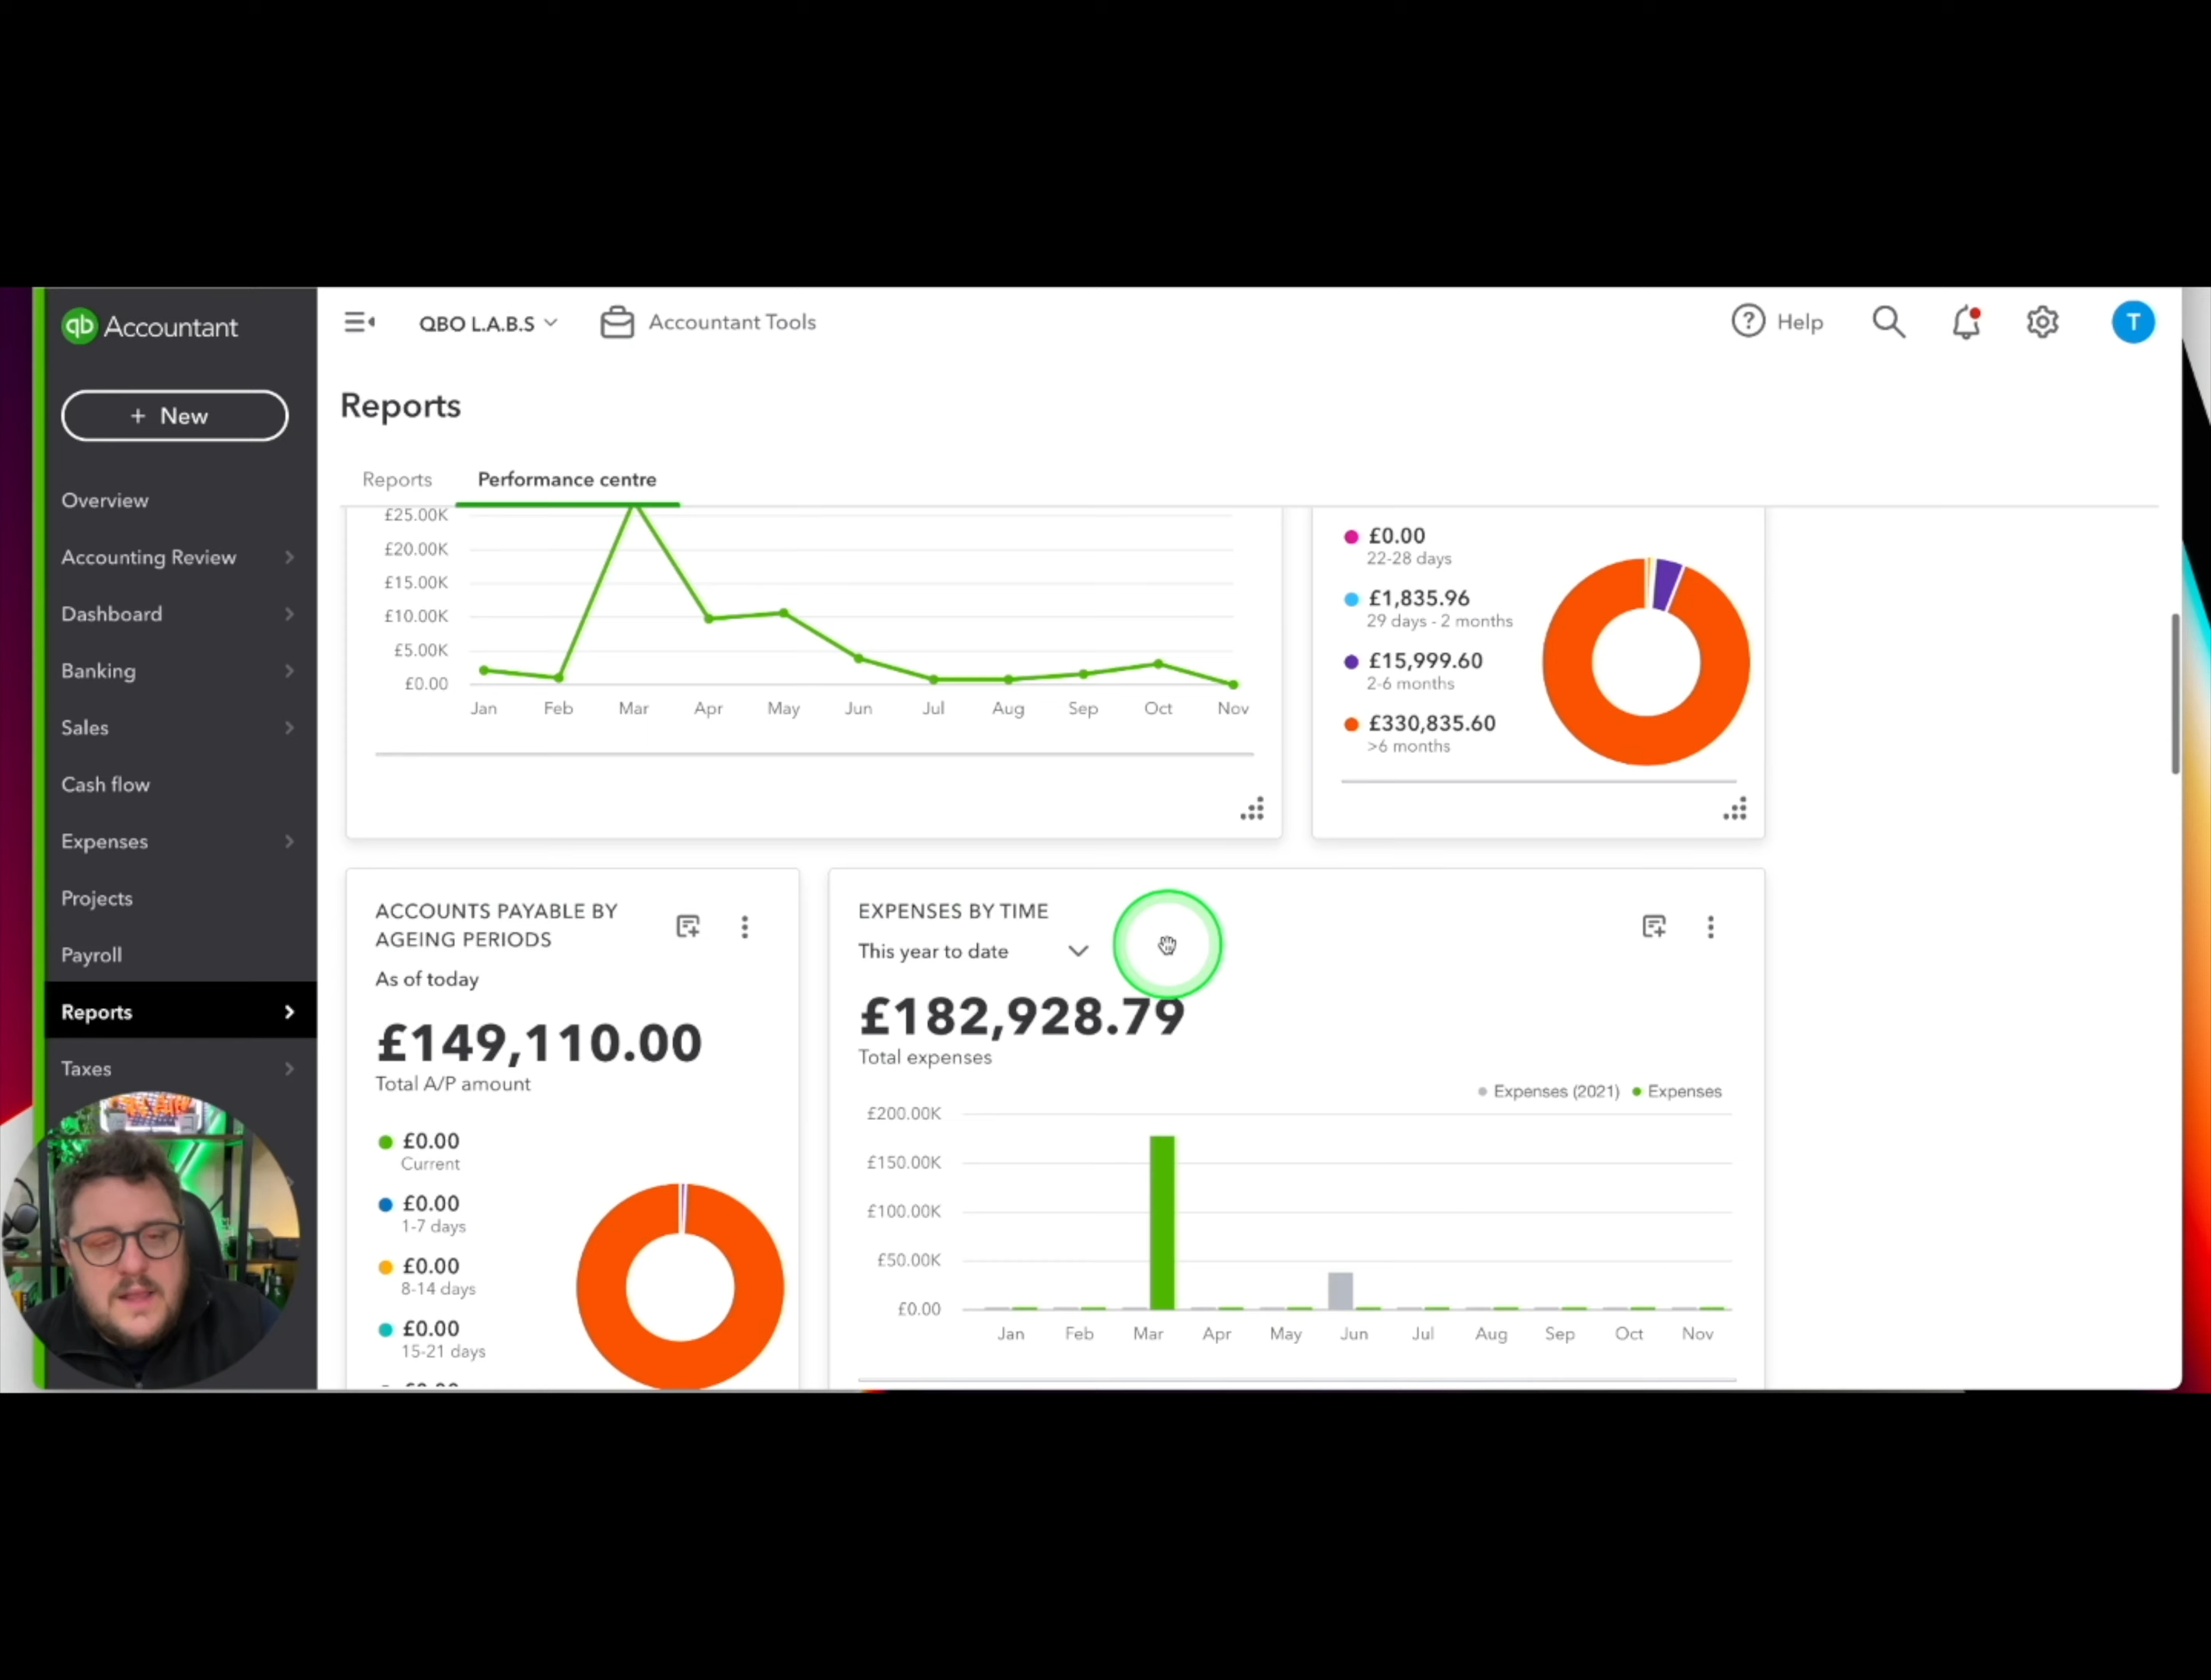 qb Accountant
+ New
Overview
Accounting Review
Dashboard
Banking
Sales
Cash flow
Expenses
Projects
Payroll
Reports
Taxes
QBO L.A.B.S
Accountant Tools
? Help
T
Reports
Reports Performance centre
£25.00K
£20.00K
£15.00K
£10.00K
£5.00K
£0.00
Jan Feb Mar Apr May Jun Jul Aug Sep Oct Nov
£0.00
22-28 days
£1,835.96
29 days - 2 months
£15,999.60
2-6 months
£330,835.60
>6 months
ACCOUNTS PAYABLE BY
AGEING PERIODS
As of today
£149,110.00
Total A/P amount
£0.00
Current
£0.00
1-7 days
£0.00
8-14 days
£0.00
15-21 days
EXPENSES BY TIME
This year to date
£182,928.79
Total expenses
Expenses (2021) Expenses
£200.00K
£150.00K
£100.00K
£50.00K
£0.00
Jan Feb Mar Apr May Jun Jul Aug Sep Oct Nov